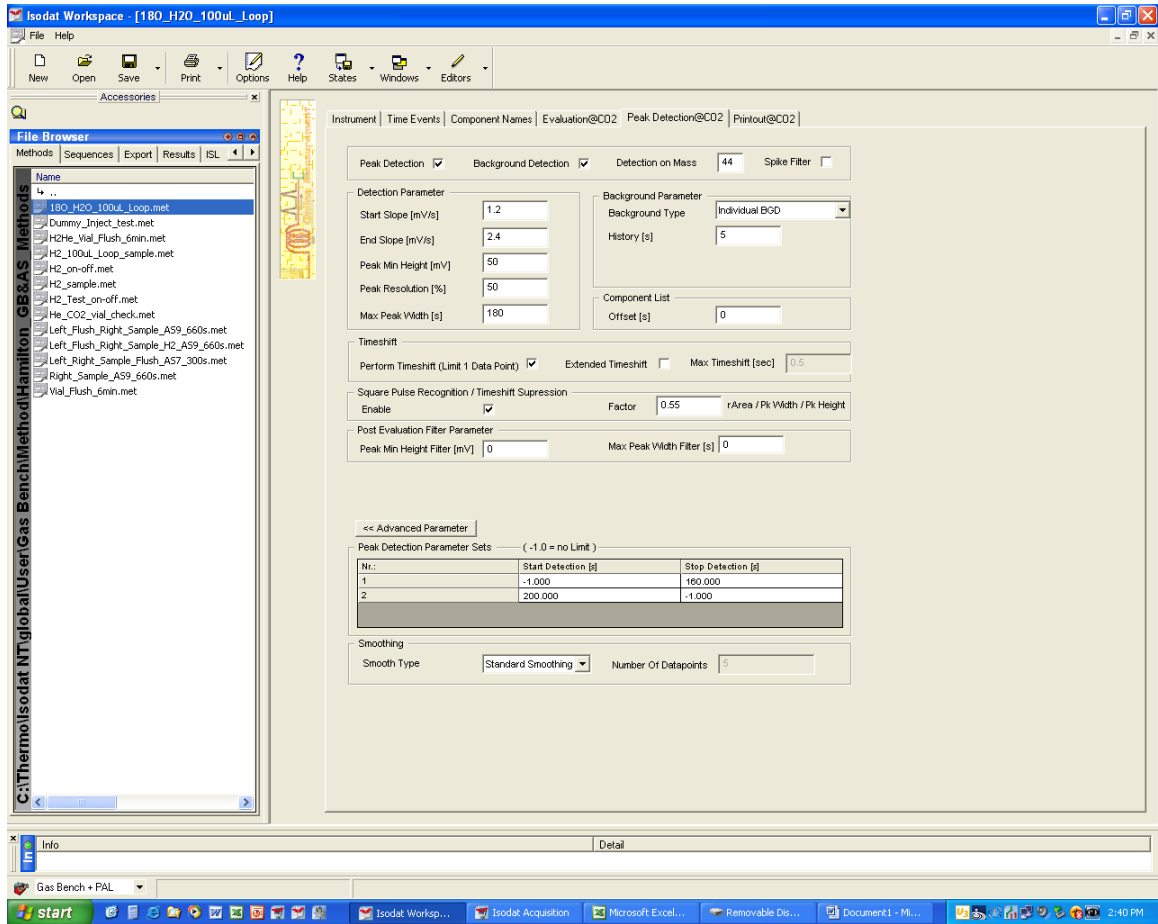 Isodat Workspace - [18O_H2O_100uL_Loop]
File Help
New Open Save Print Options Help States Windows Editors
Accessories
File Browser
Methods Sequences Export Results ISL
Name
..
18O_H2O_100uL_Loop.met
Dummy_Inject_test.met
H2He_Vial_Flush_6min.met
H2_100uL_Loop_sample.met
H2_on-off.met
H2_sample.met
H2_Test_on-off.met
He_CO2_vial_check.met
Left_Flush_Right_Sample_A59_660s.met
Left_Flush_Right_Sample_H2_A59_660s.met
Left_Right_Sample_Flush_A57_300s.met
Right_Sample_A59_660s.met
Vial_Flush_6min.met
C:\Thermo\Isodat NT\global\User\Gas Bench\Method\Hamilton GB&AS Methods
Instrument Time Events Component Names Evaluation@CO2 Peak Detection@CO2 Printout@CO2
Peak Detection Background Detection Detection on Mass 44 Spike Filter
Detection Parameter
Start Slope [mV/s] 1.2
End Slope [mV/s] 2.4
Peak Min Height [mV] 50
Peak Resolution [%] 50
Max Peak Width [s] 180
Background Parameter
Background Type Individual BGD
History [s] 5
Component List
Offset [s] 0
Timeshift
Perform Timeshift (Limit 1 Data Point) Extended Timeshift Max Timeshift [sec] 0.5
Square Pulse Recognition / Timeshift Supression
Enable Factor 0.55 rArea / Pk Width / Pk Height
Post Evaluation Filter Parameter
Peak Min Height Filter [mV] 0 Max Peak Width Filter [s] 0
<< Advanced Parameter
Peak Detection Parameter Sets ( -1.0 = no Limit )
Nr.: Start Detection [s] Stop Detection [s]
1 -1.000 160.000
2 200.000 -1.000
Smoothing
Smooth Type Standard Smoothing Number Of Datapoints 5
In
Info Detail
Gas Bench + PAL
start Isodat Worksp... Isodat Acquisition Microsoft Excel... Removable Dis... Document1 - Mi... 2:40 PM